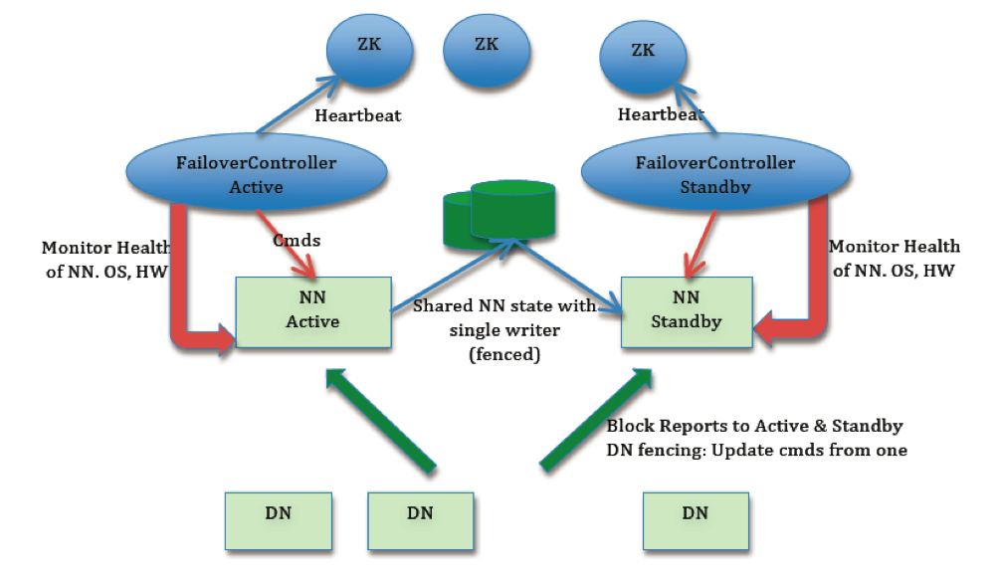 ZK
ZK
ZK
Heartbeat
Heartbeat
FailoverController
Active
FailoverController
Standby
Cmds
Monitor Health
of NN. OS, HW
Monitor Health
of NN. OS, HW
NN
Active
Shared NN state with
single writer
(fenced)
NN
Standby
Block Reports to Active & Standby
DN fencing: Update cmds from one
DN
DN
DN